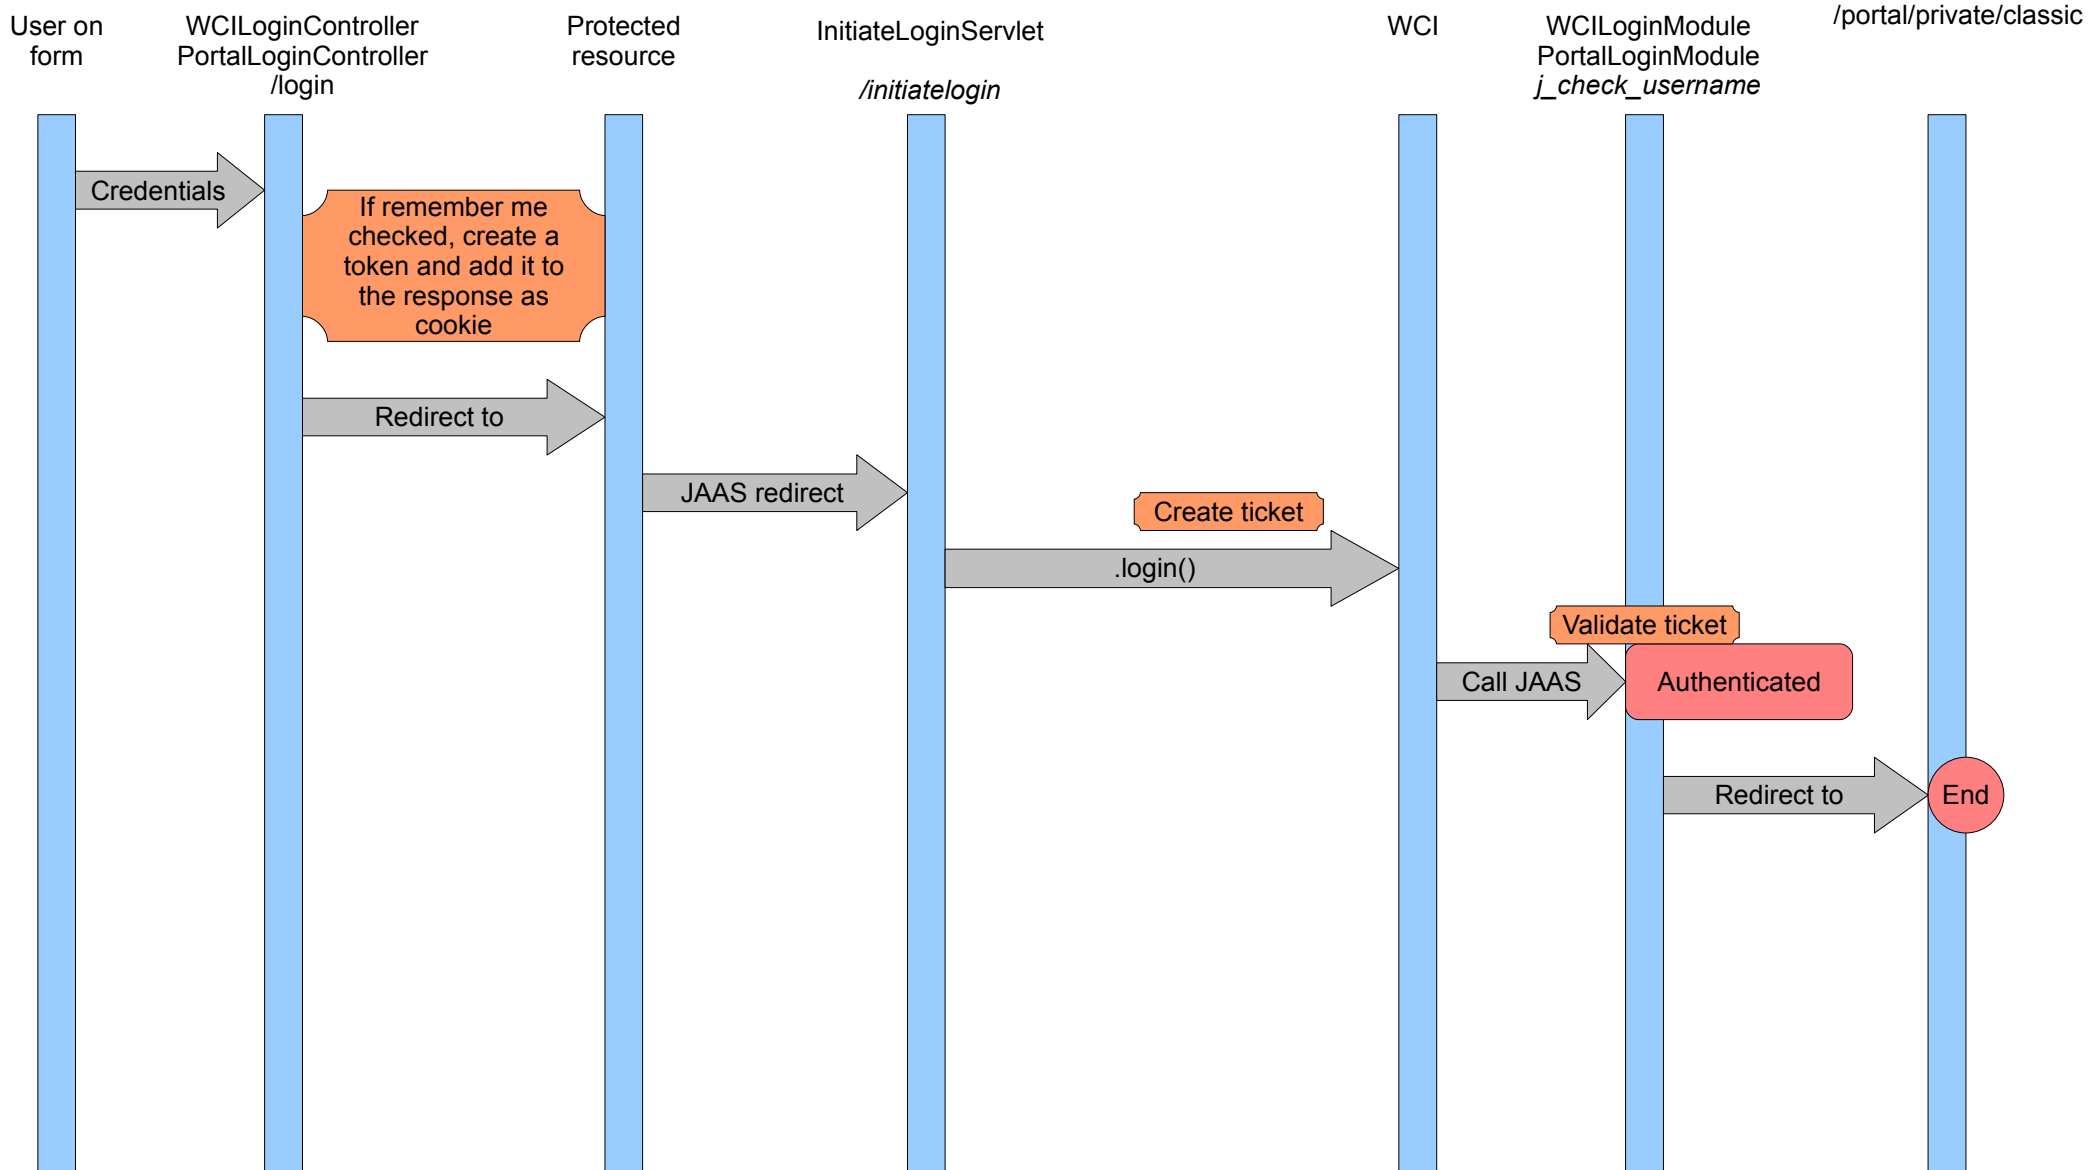 User on
form
WCILoginController
PortalLoginController
/login
Protected
resource
InitiateLoginServlet
/initiatelogin
WCI
WCILoginModule
PortalLoginModule
j_check_username
/portal/private/classic
Credentials
If remember me
checked, create a
token and add it to
the response as
cookie
Redirect to
JAAS redirect
Create ticket
.login()
Validate ticket
Call JAAS
Authenticated
Redirect to
End